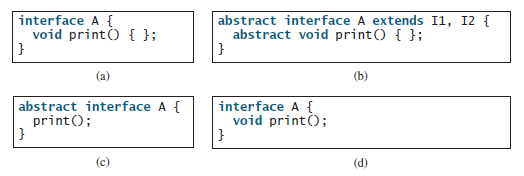 interface A {
void print() { };
}
(a)
abstract interface A extends I1, I2 {
abstract void print() { };
}
(b)
abstract interface A {
print();
}
(c)
interface A {
void print();
}
(d)